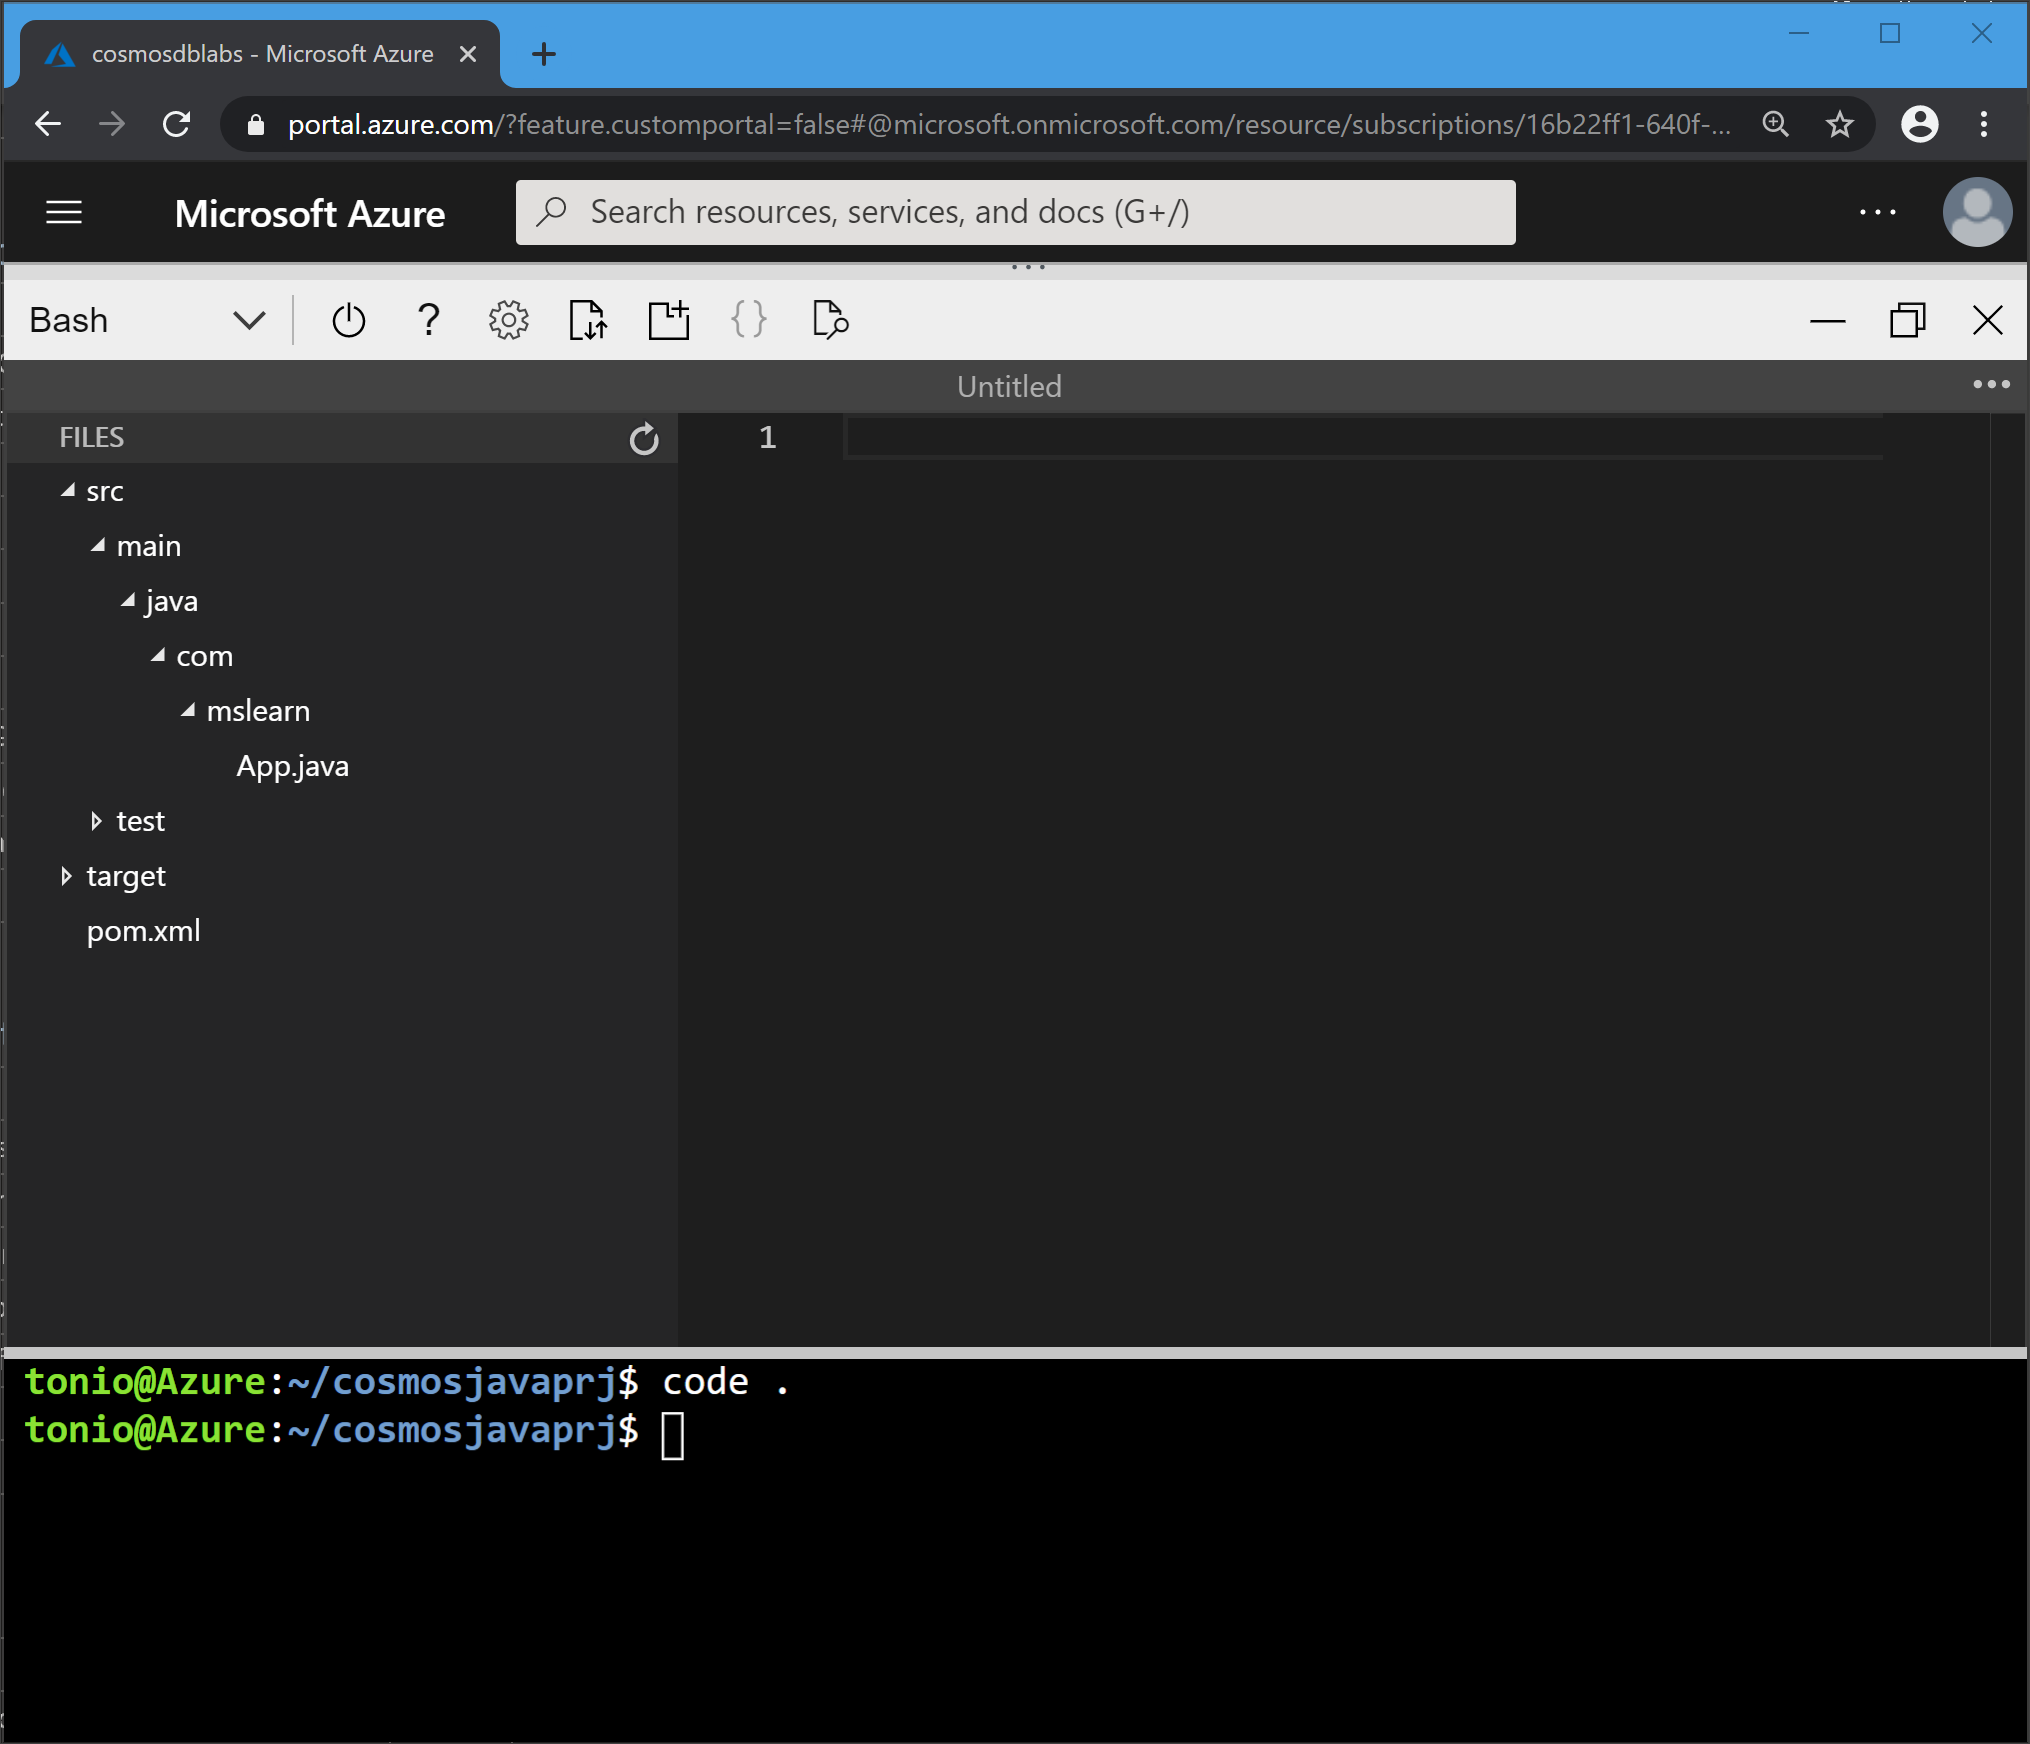 cosmosdblabs - Microsoft Azure
portal.azure.com/?feature.customportal=false#@microsoft.onmicrosoft.com/resource/subscriptions/16b22ff1-640f-...
Microsoft Azure
Search resources, services, and docs (G+/)
Bash
Untitled
FILES
1
src
main
java
com
mslearn
App.java
test
target
pom.xml
tonio@Azure:~/cosmosjavaprj$ code .
tonio@Azure:~/cosmosjavaprj$